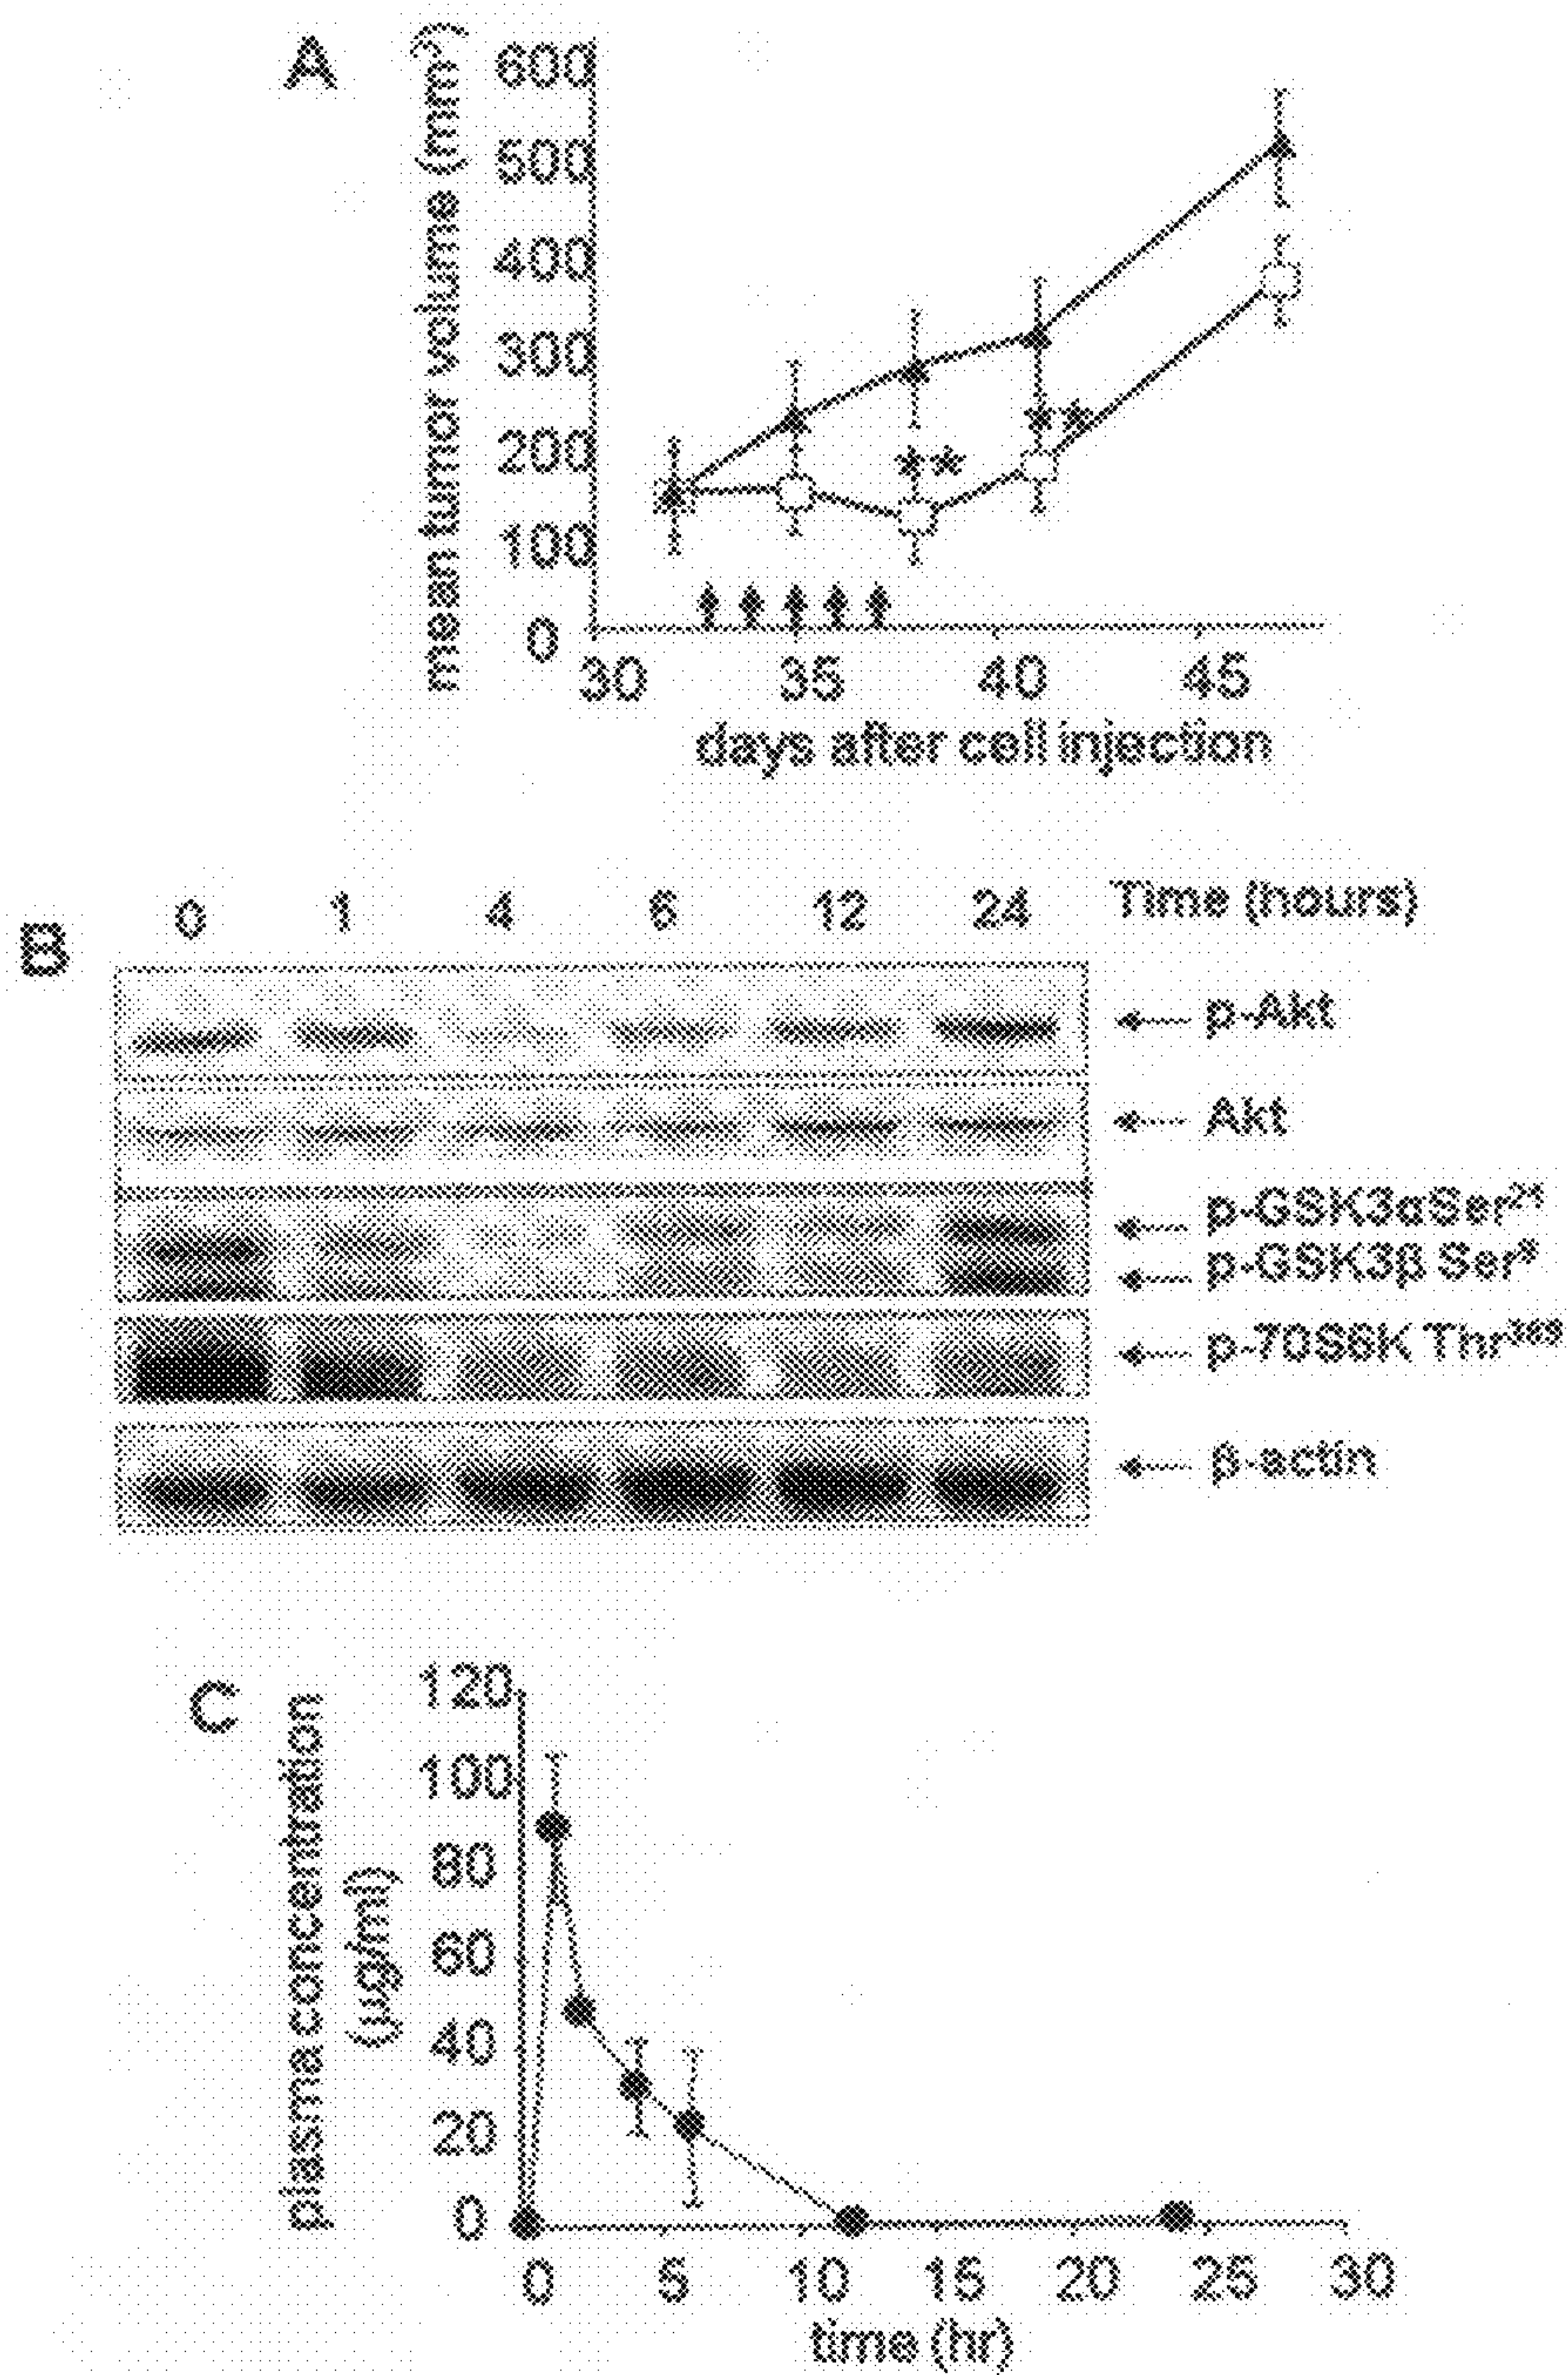 A
mean tumor volume (mm³)
600
500
400
300
200
100
0
**
**
30 35 40 45
days after cell injection
B
0 1 4 6 12 24 Time (hours)
p-Akt
Akt
p-GSK3αSer²¹
p-GSK3β Ser⁹
p-70S6K Thr³⁸⁹
β-actin
C
plasma concentration
(µg/ml)
120
100
80
60
40
20
0
0 5 10 15 20 25 30
time (hr)